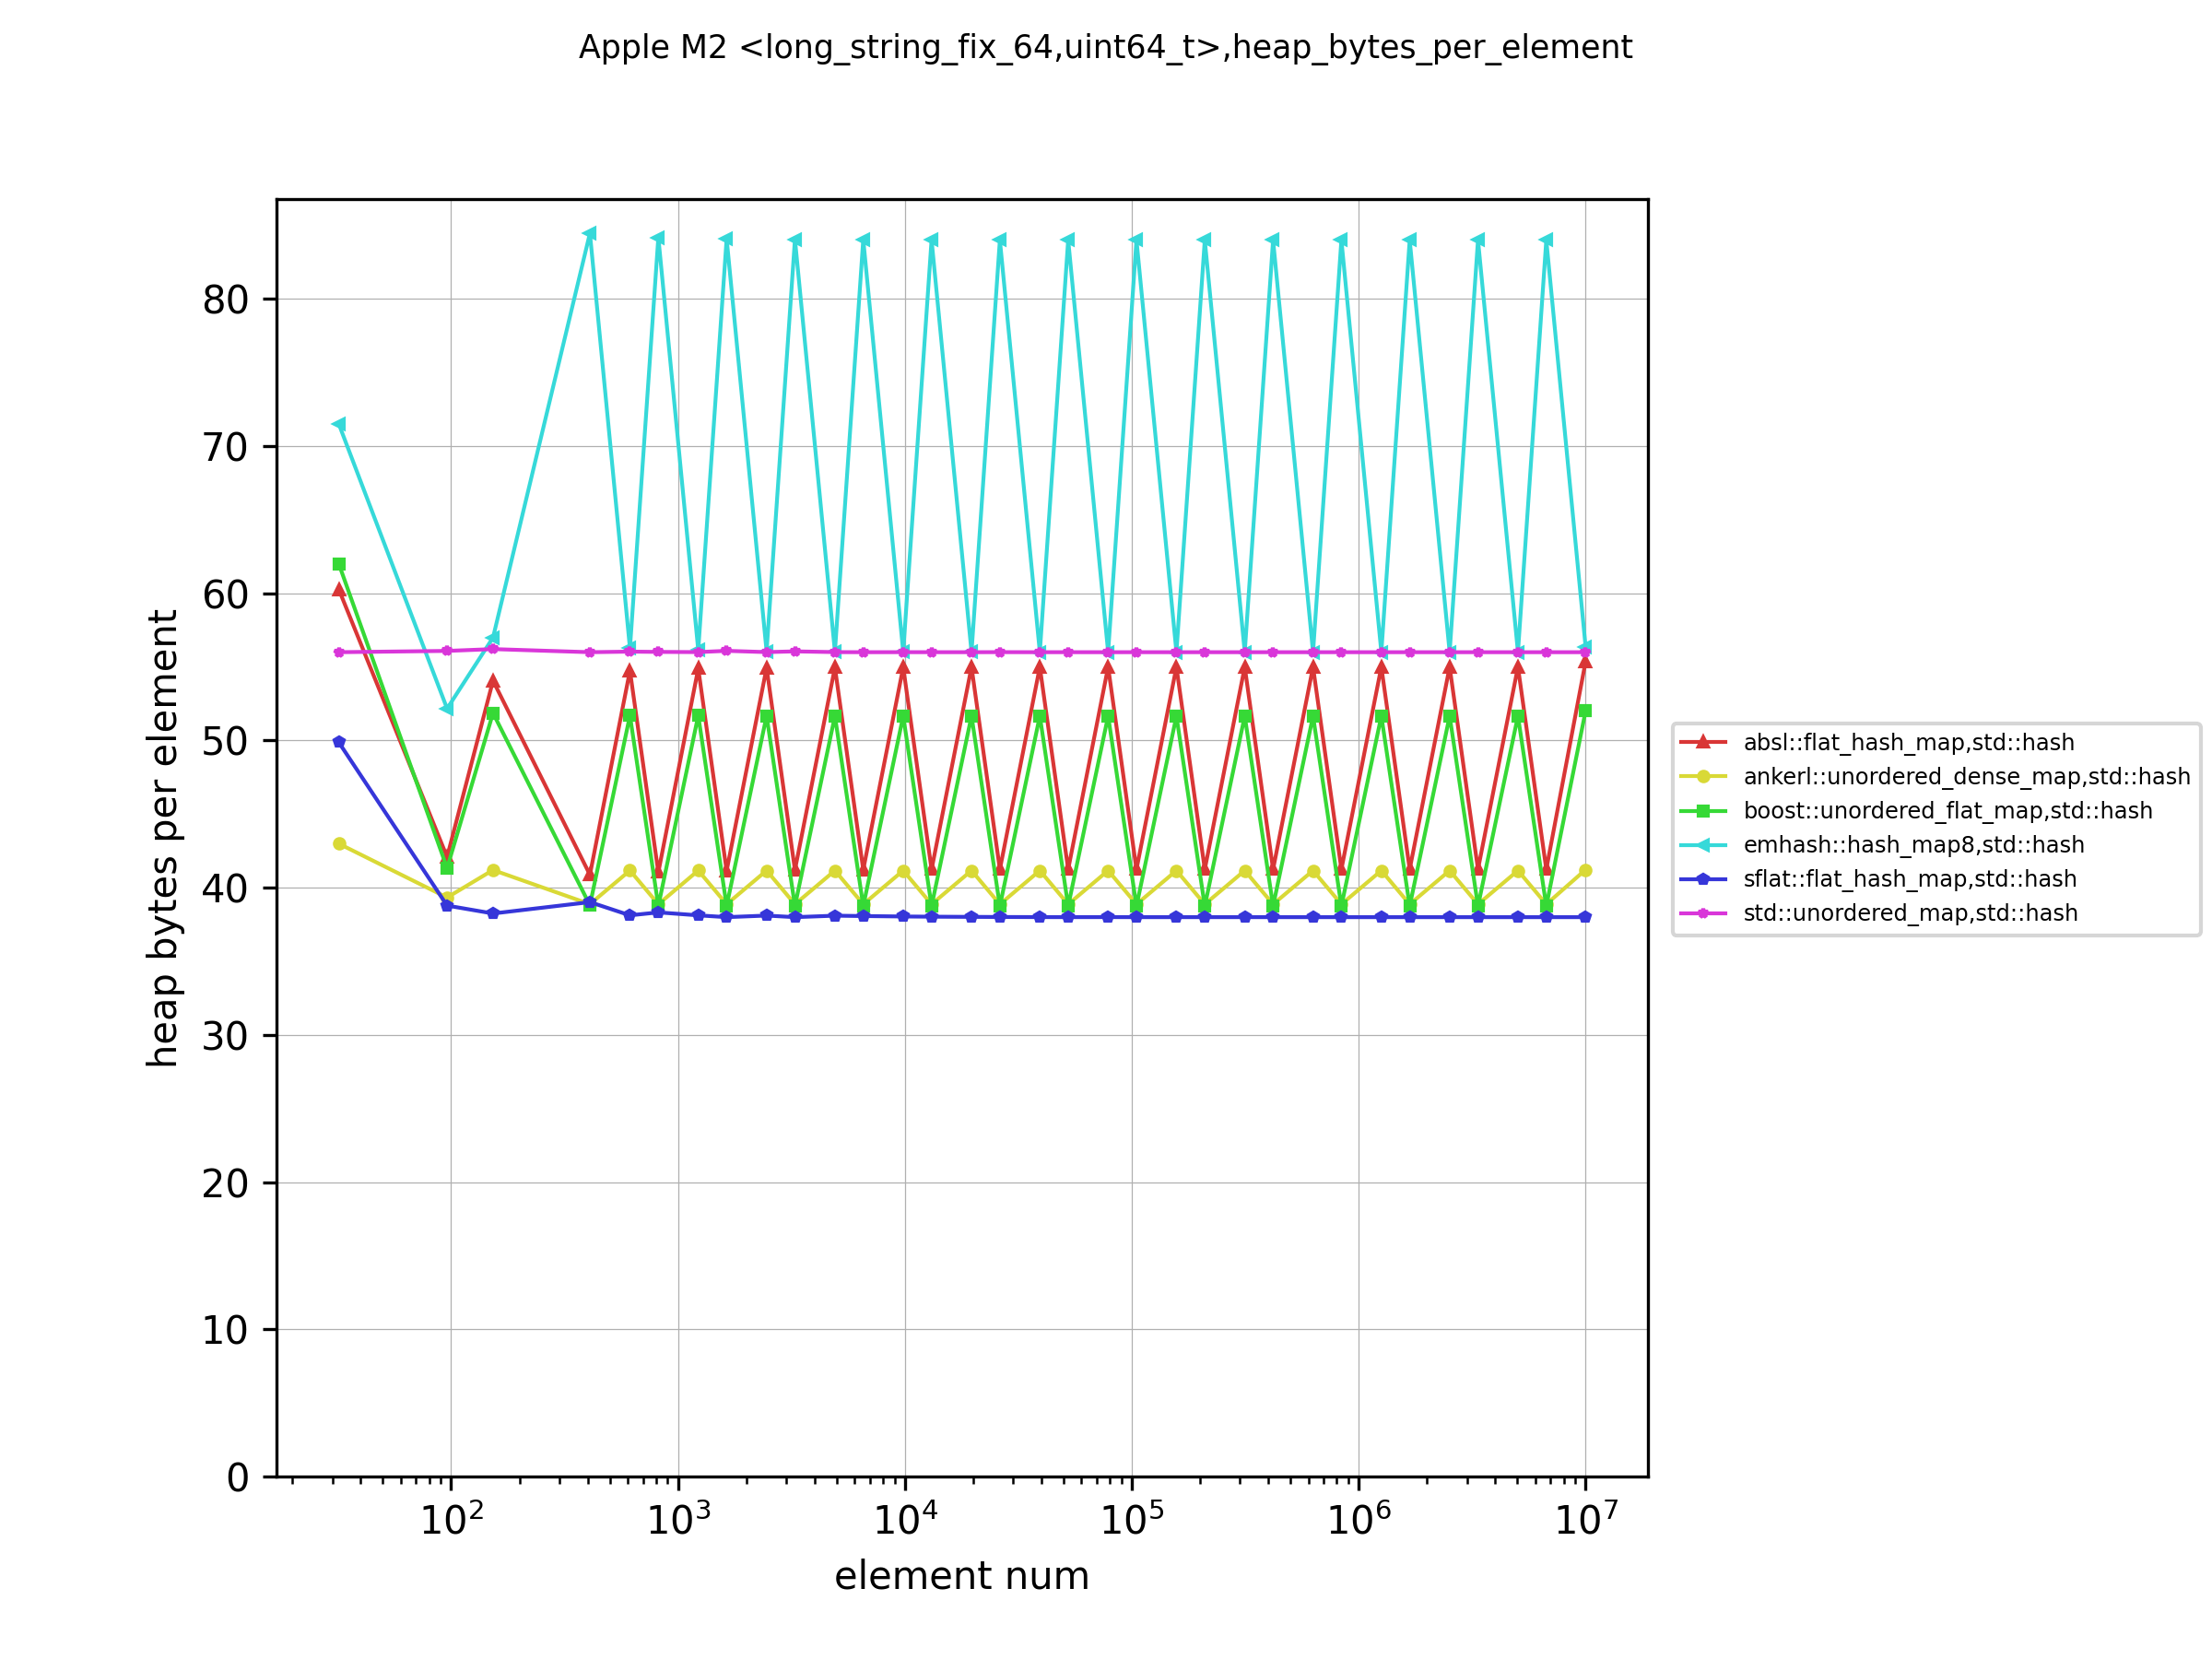 Apple M2 <long_string_fix_64,uint64_t>,heap_bytes_per_element
heap bytes per element
80
70
60
50
40
30
20
10
0
10² 10³ 10⁴ 10⁵ 10⁶ 10⁷
element num
absl::flat_hash_map,std::hash
ankerl::unordered_dense_map,std::hash
boost::unordered_flat_map,std::hash
emhash::hash_map8,std::hash
sflat::flat_hash_map,std::hash
std::unordered_map,std::hash